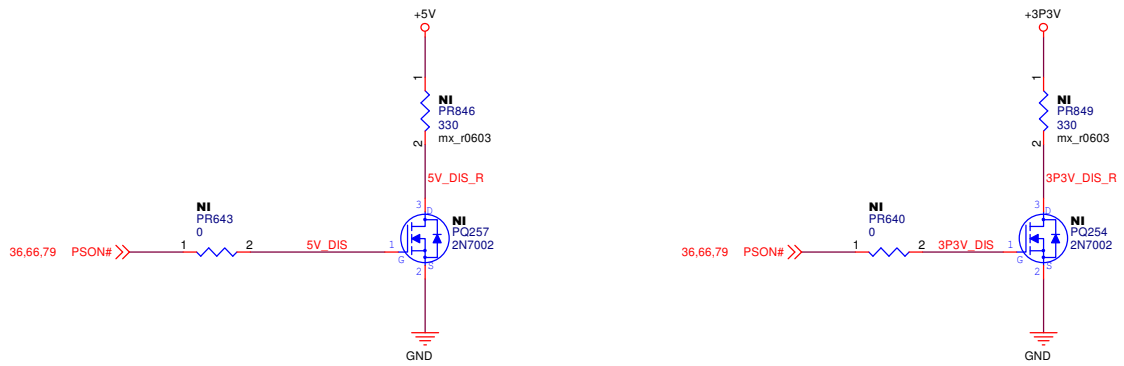 +5V
1
NI
PR846
330
mx_r0603
2
5V_DIS_R
3
D
NI
PQ257
2N7002
NI
PR643
0
36,66,79 PSON#
1
2
5V_DIS
1
G
S
2
GND
+3P3V
1
NI
PR849
330
mx_r0603
2
3P3V_DIS_R
3
D
NI
PQ254
2N7002
NI
PR640
0
36,66,79 PSON#
1
2
3P3V_DIS
1
G
S
2
GND